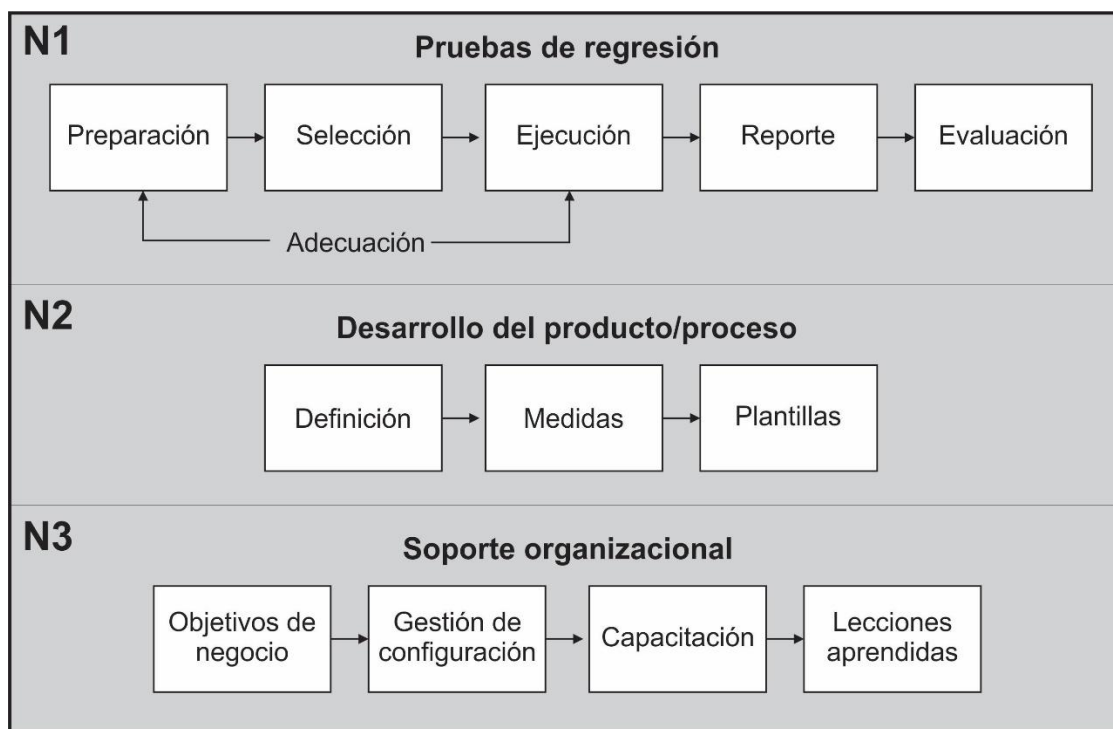 N1
Pruebas de regresión
Preparación
Selección
Ejecución
Reporte
Evaluación
Adecuación
N2
Desarrollo del producto/proceso
Definición
Medidas
Plantillas
N3
Soporte organizacional
Objetivos de
negocio
Gestión de
configuración
Capacitación
Lecciones
aprendidas